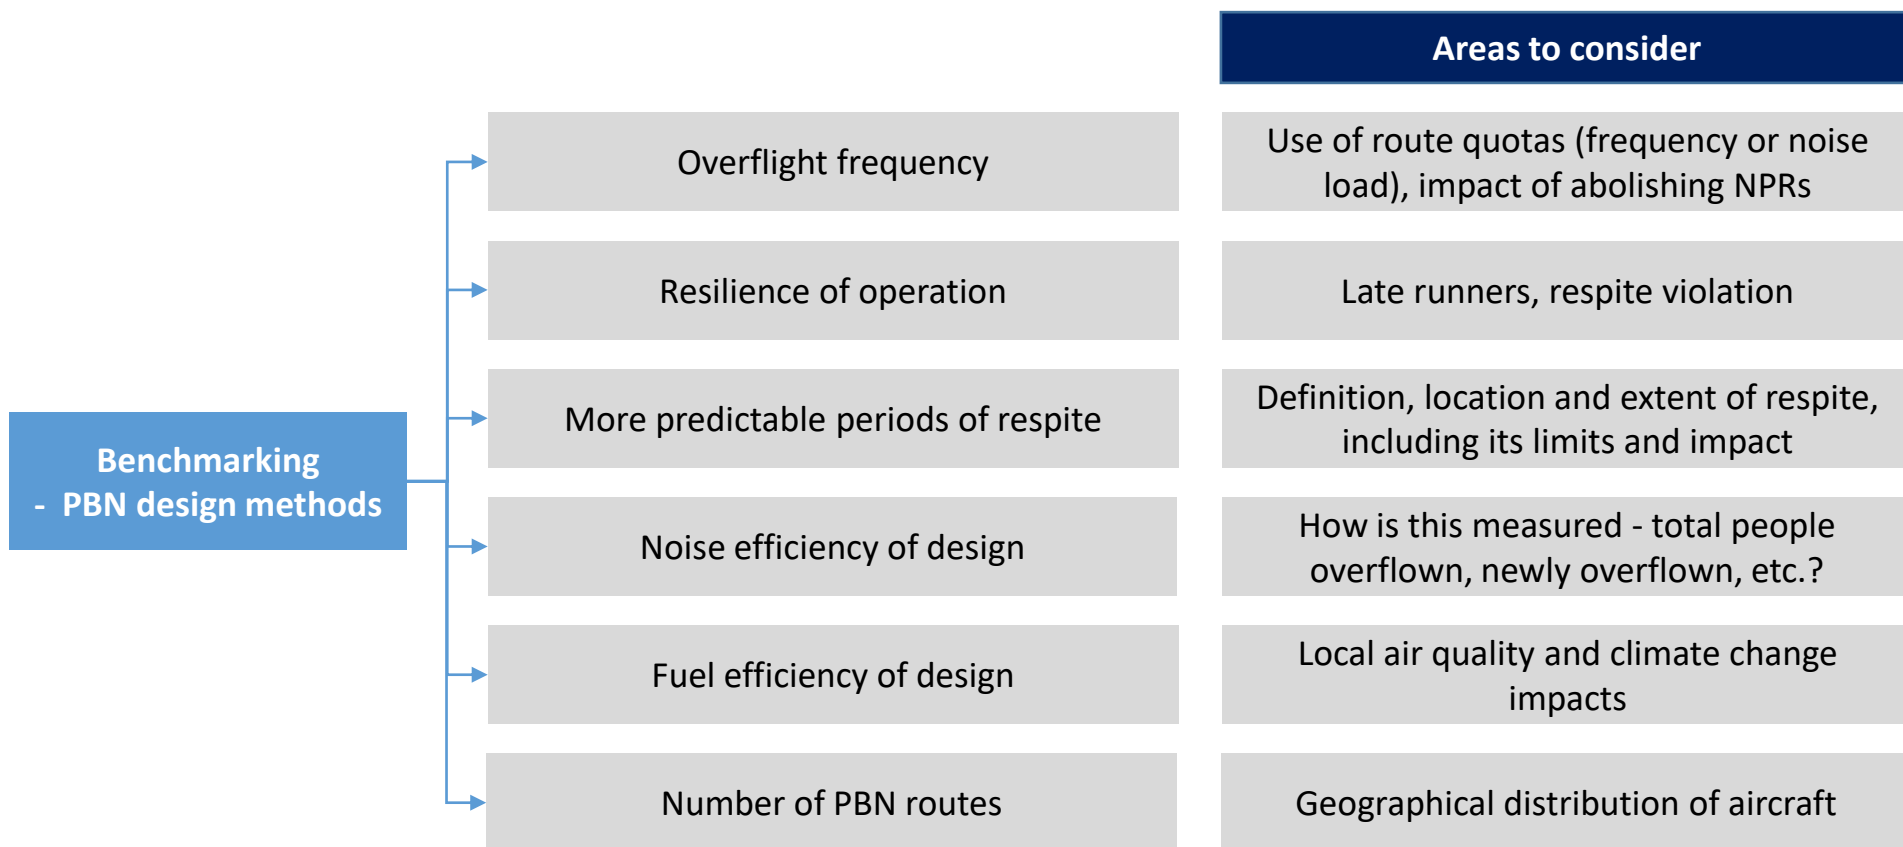 Areas to consider
Overflight frequency
Use of route quotas (frequency or noise
load), impact of abolishing NPRs
Resilience of operation
Late runners, respite violation
More predictable periods of respite
Definition, location and extent of respite,
including its limits and impact
Benchmarking
- PBN design methods
Noise efficiency of design
How is this measured - total people
overflown, newly overflown, etc.?
Fuel efficiency of design
Local air quality and climate change
impacts
Number of PBN routes
Geographical distribution of aircraft